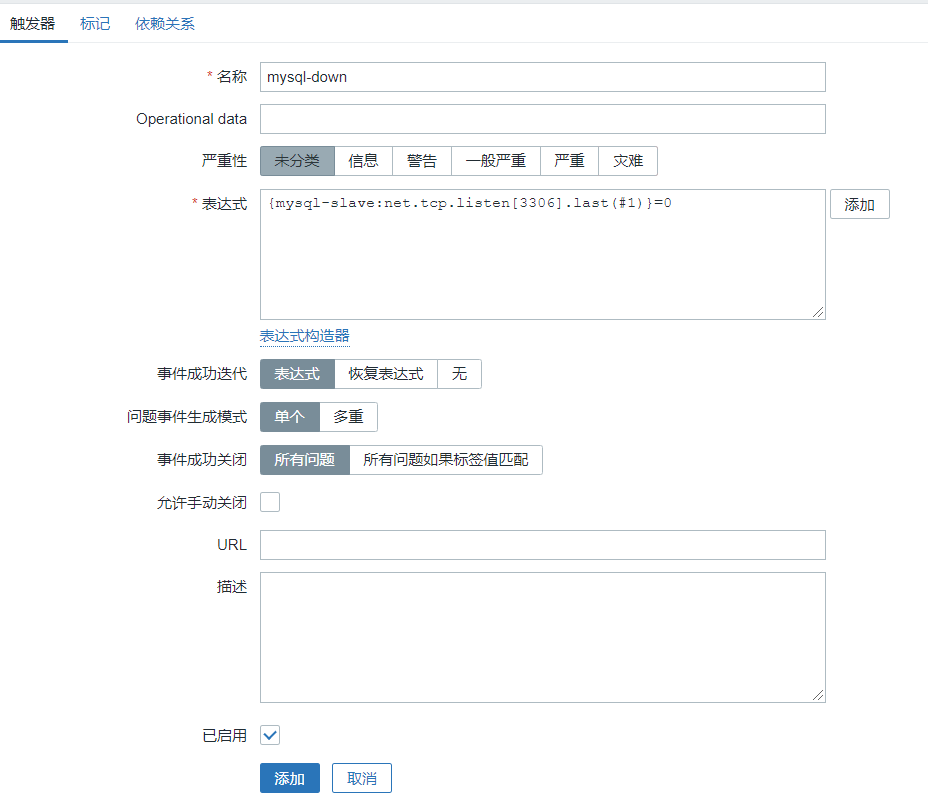 触发器 标记 依赖关系
* 名称 mysql-down
Operational data
严重性 未分类 信息 警告 一般严重 严重 灾难
* 表达式 {mysql-slave:net.tcp.listen[3306].last(#1)}=0 添加
表达式构造器
事件成功迭代 表达式 恢复表达式 无
问题事件生成模式 单个 多重
事件成功关闭 所有问题 所有问题如果标签值匹配
允许手动关闭
URL
描述
已启用
添加 取消